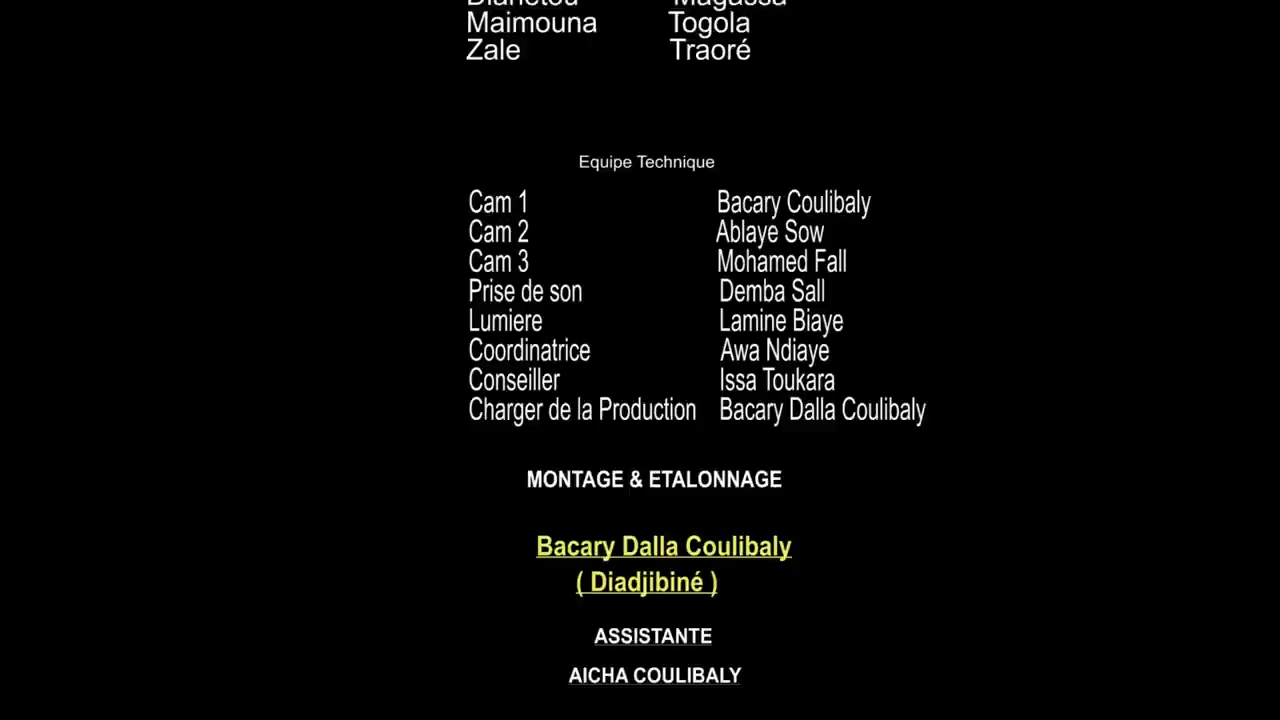 Dianetou Magassa
Maimouna Togola
Zale Traoré
Equipe Technique
Cam 1 Bacary Coulibaly
Cam 2 Ablaye Sow
Cam 3 Mohamed Fall
Prise de son Demba Sall
Lumiere Lamine Biaye
Coordinatrice Awa Ndiaye
Conseiller Issa Toukara
Charger de la Production Bacary Dalla Coulibaly
MONTAGE & ETALONNAGE
Bacary Dalla Coulibaly
( Diadjibiné )
ASSISTANTE
AICHA COULIBALY